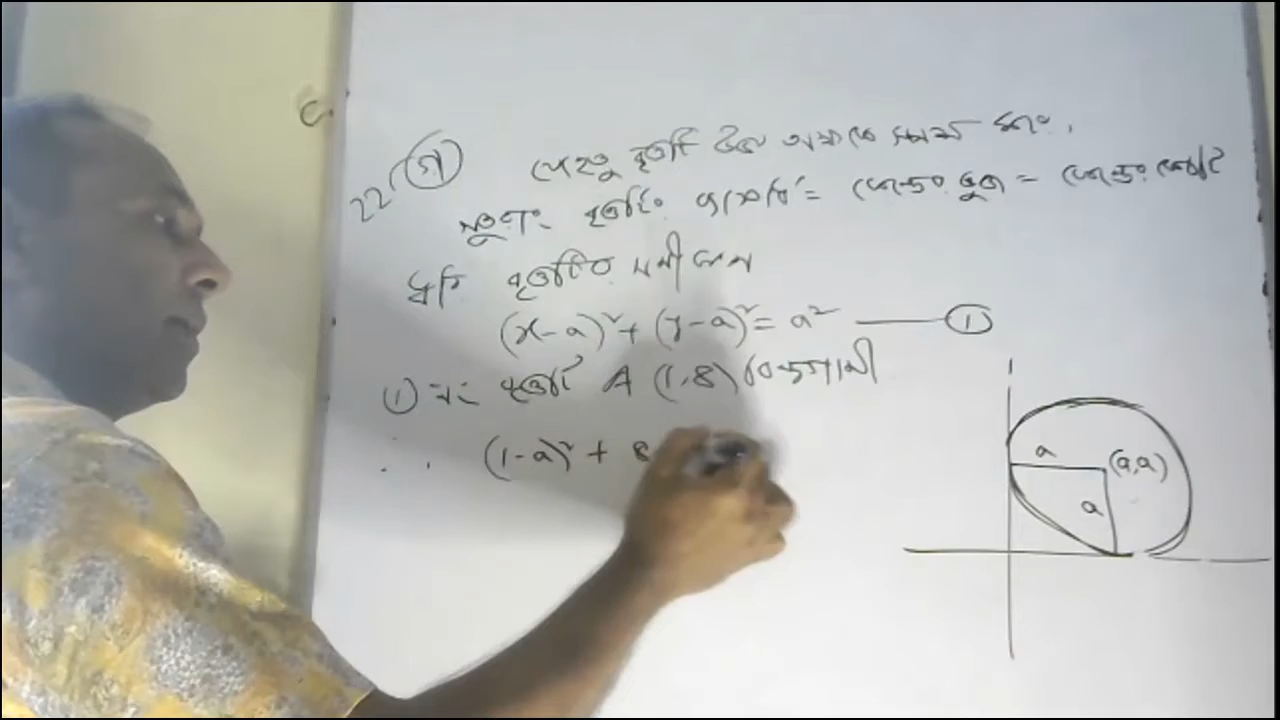 22 (গ) যেহেতু বৃত্তটি উভয় অক্ষকে স্পর্শ করে,
সুতরাং বৃত্তটির ব্যাসার্ধ = কেন্দ্রের ভুজ = কেন্দ্রের কোটি
ধরি বৃত্তটির সমীকরণ
(x-a)²+(y-a)²=a² —— ①
① নং বৃত্তটি A (1,8) বিন্দুগামী
∴ (1-a)² + 8
a (a,a)
a